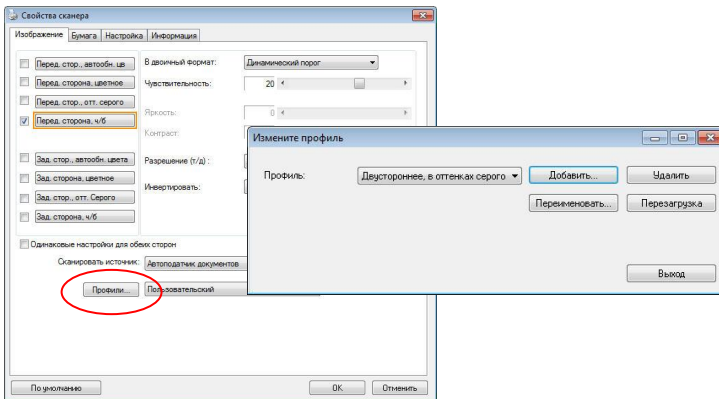 Свойства сканера
Изображение Бумага Настройка Информация
Перед. стор., автообн. цв
В двоичный формат: Динамический порог
Перед. сторона, цветное
Чувствительность: 20
Перед. стор., отт. серого
Яркость: 0
Перед. сторона, ч/б
Контраст:
Зад. стор., автообн. цвета
Разрешение (т/д) :
Зад. сторона, цветное
Инвертировать:
Зад. стор., отт. Серого
Зад. сторона, ч/б
Одинаковые настройки для обеих сторон
Сканировать источник: Автоподатчик документов
Профили... Пользовательский
По умолчанию OK Отменить
Измените профиль
Профиль: Двустороннее, в оттенках серого Добавить... Удалить
Переименовать... Перезагрузка
Выход